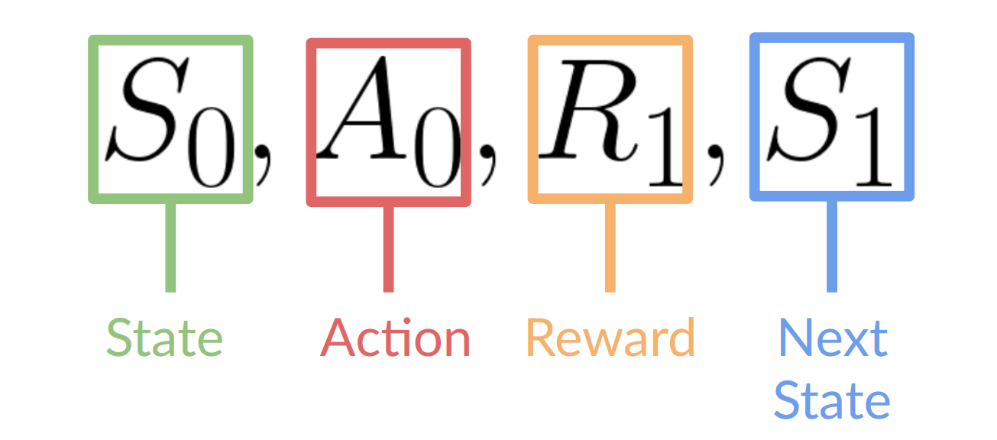 S₀, A₀, R₁, S₁
State Action Reward Next
State